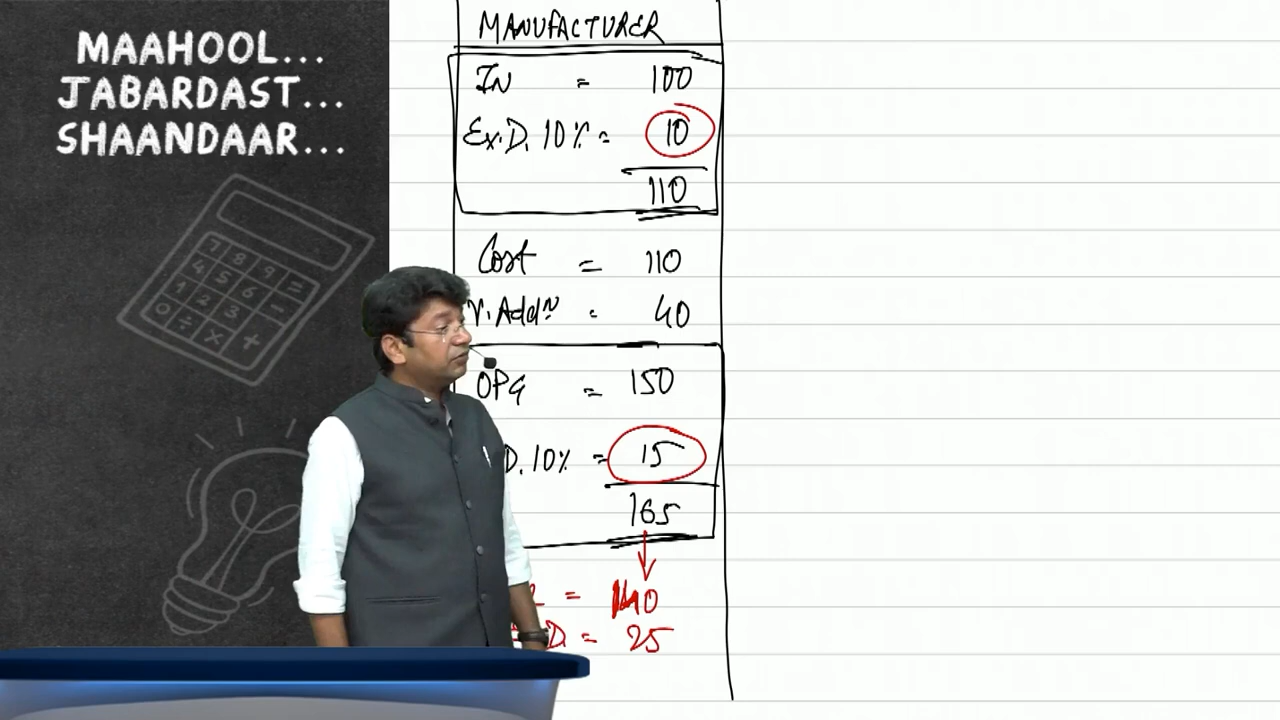 MAAHOOL...
JABARDAST...
SHAANDAAR...
MANUFACTURER
IN = 100
Ex.D. 10% = 10
110
Cost = 110
V. Addn = 40
OPG = 150
D. 10% = 15
165
= 140
D. = 25